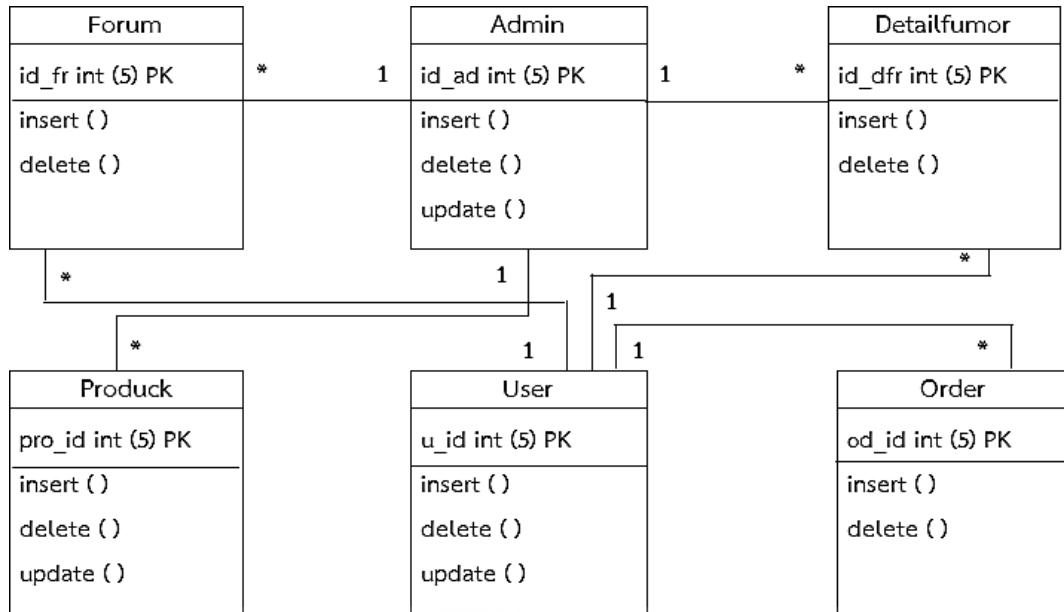 Forum
id_fr int (5) PK
insert ( )
delete ( )
*
1
Admin
id_ad int (5) PK
insert ( )
delete ( )
update ( )
1
*
Detailfumor
id_dfr int (5) PK
insert ( )
delete ( )
*
1
*
1
*
1
1
*
Produck
pro_id int (5) PK
insert ( )
delete ( )
update ( )
User
u_id int (5) PK
insert ( )
delete ( )
update ( )
Order
od_id int (5) PK
insert ( )
delete ( )